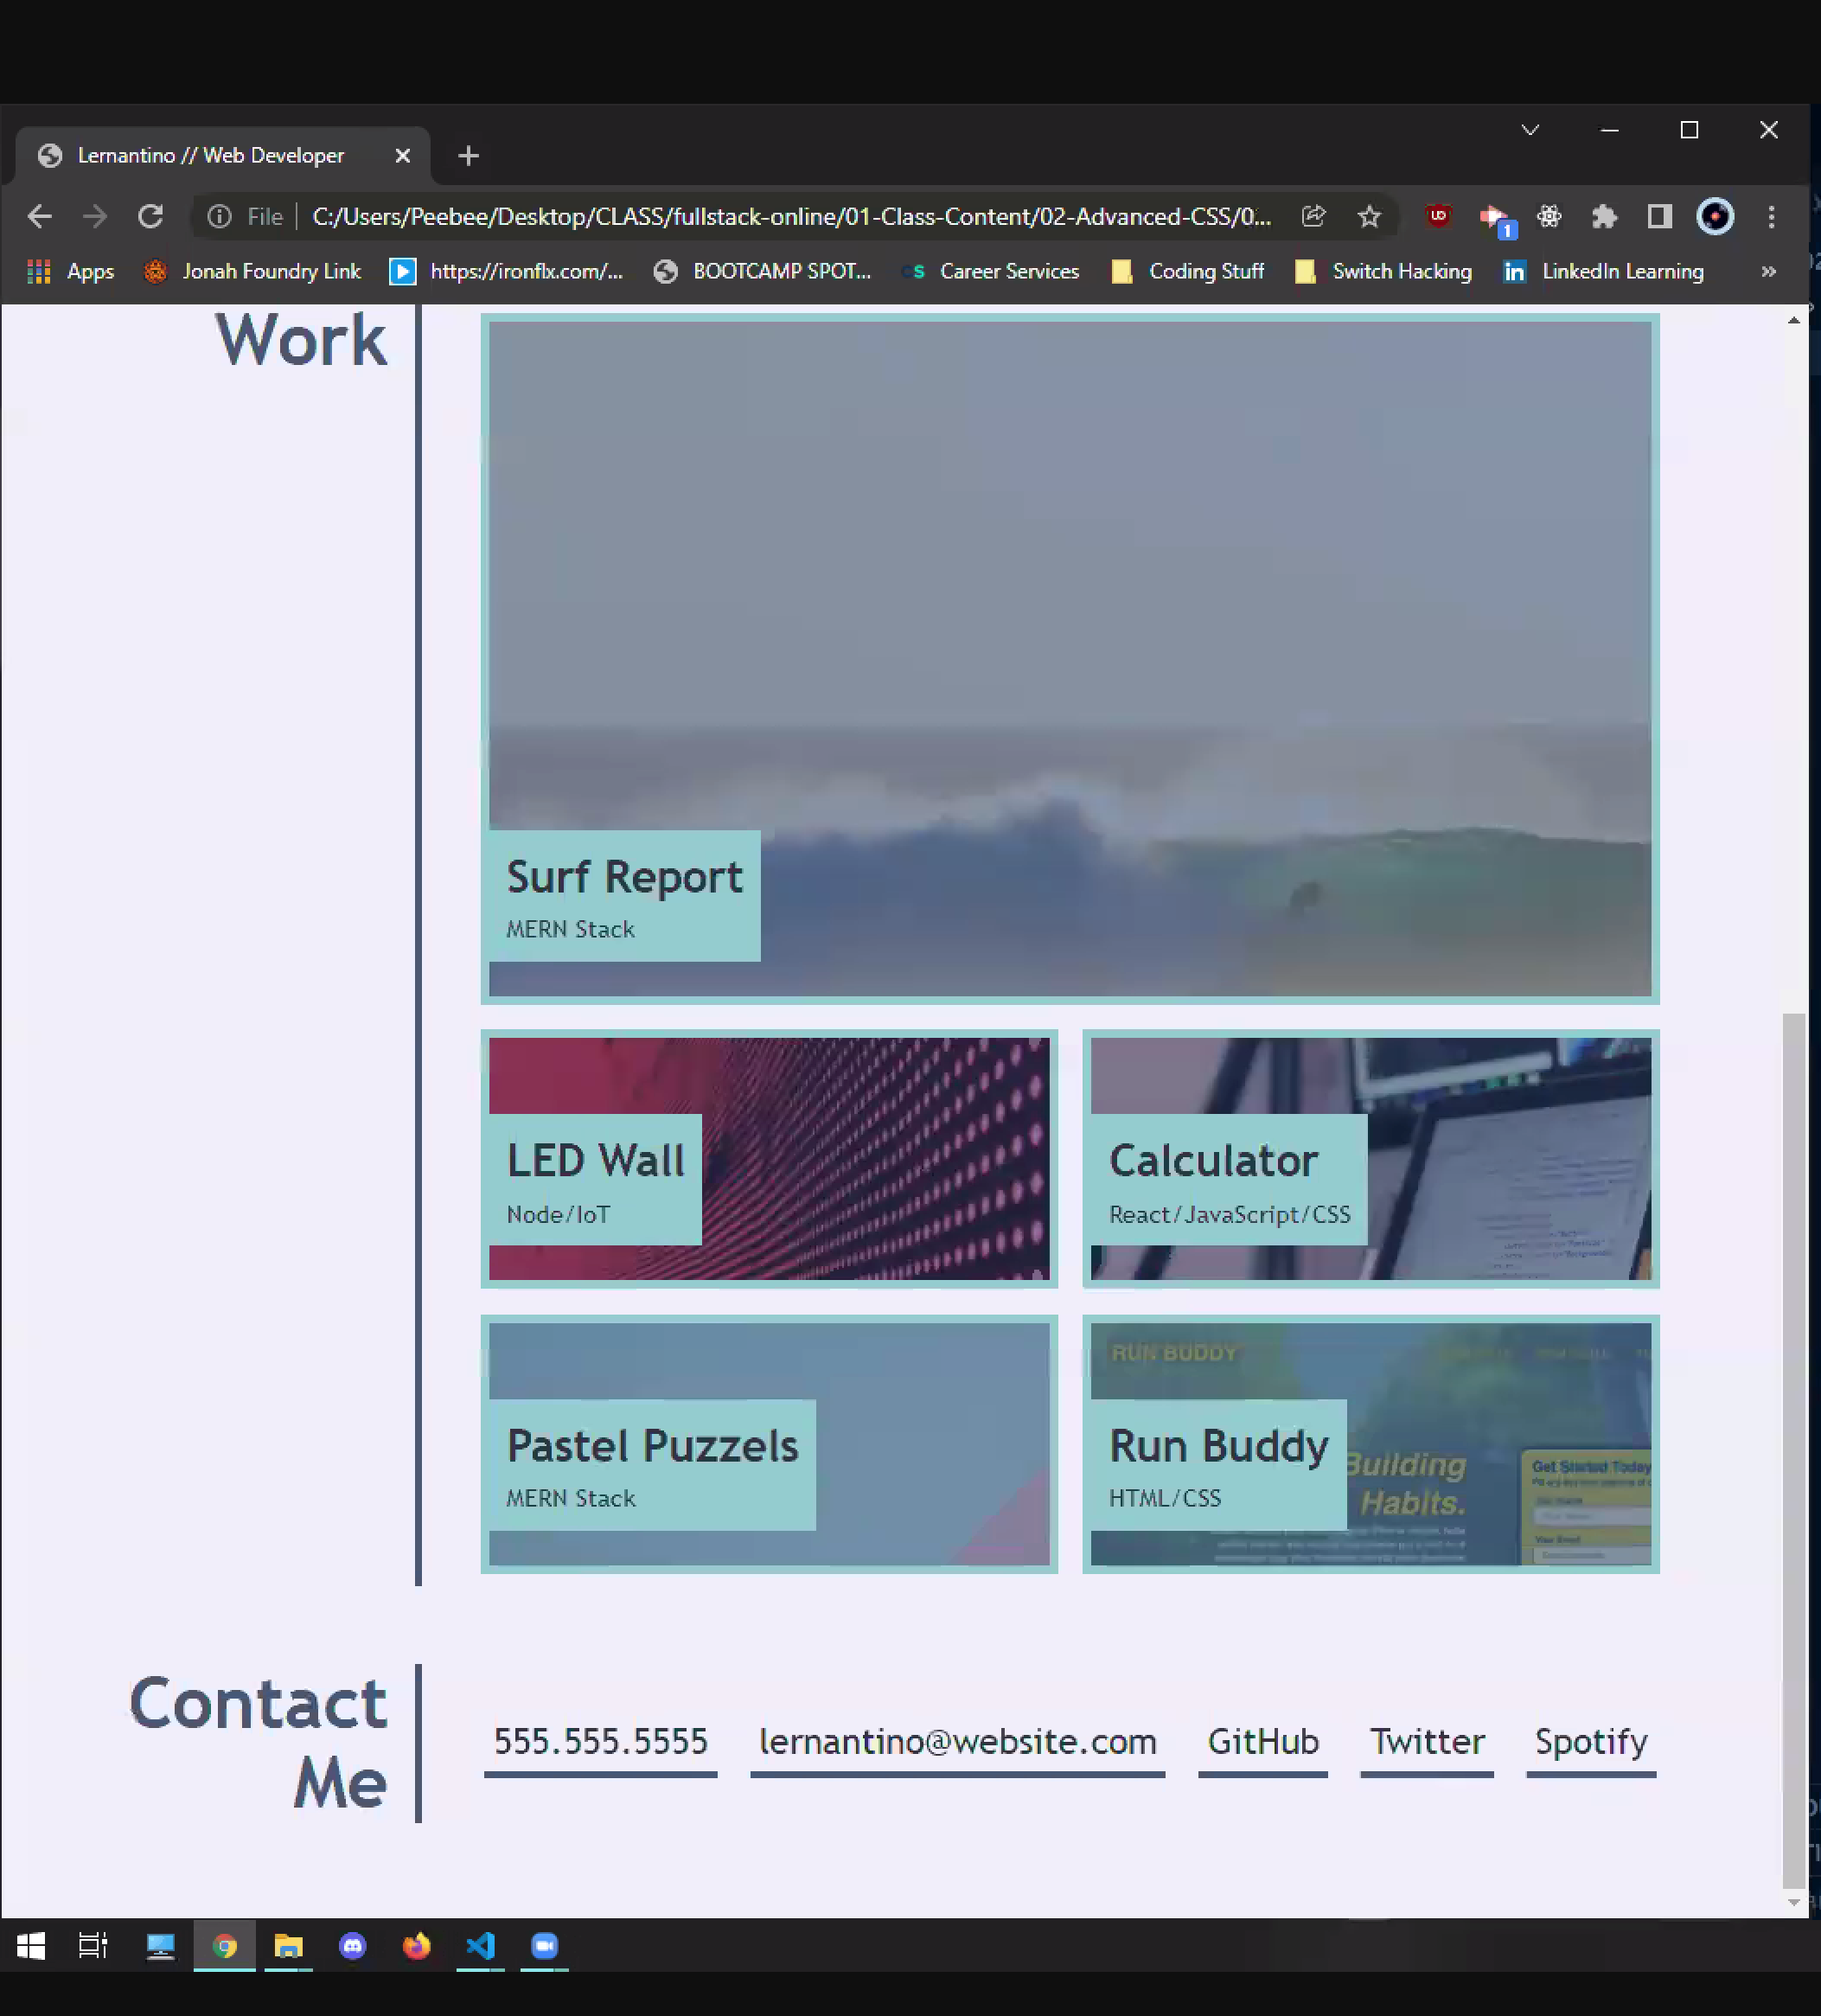 Lernantino // Web Developer
File
C:/Users/Peebee/Desktop/CLASS/fullstack-online/01-Class-Content/02-Advanced-CSS/0...
1
Apps
Jonah Foundry Link
https://ironflx.com/...
BOOTCAMP SPOT...
CS
Career Services
Coding Stuff
Switch Hacking
in
LinkedIn Learning
»
Work
Surf Report
MERN Stack
LED Wall
Node/IoT
Calculator
React/JavaScript/CSS
Pastel Puzzels
MERN Stack
RUN BUDDY
Run Buddy
HTML/CSS
Building
Habits.
Get Started Today
Contact
Me
555.555.5555
lernantino@website.com
GitHub
Twitter
Spotify